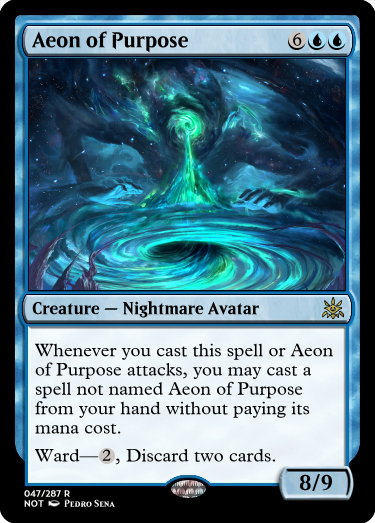 Aeon of Purpose 6
Creature — Nightmare Avatar
Whenever you cast this spell or Aeon
of Purpose attacks, you may cast a
spell not named Aeon of Purpose
from your hand without paying its
mana cost.
Ward—2, Discard two cards.
8/9
047/287 R
NOT Pedro Sena